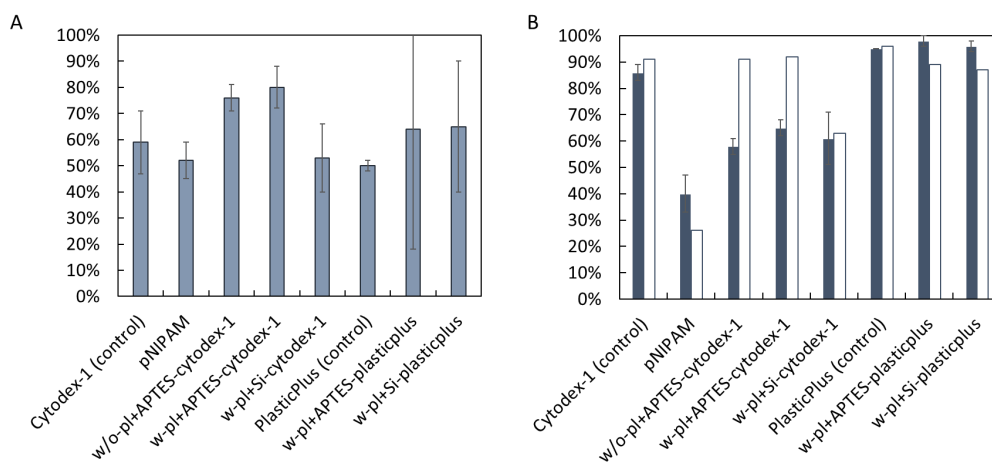 A
100%
90%
80%
70%
60%
50%
40%
30%
20%
10%
0%
Cytodex-1 (control)
pNIPAM
w/o-pl+APTES-cytodex-1
w-pl+APTES-cytodex-1
w-pl+Si-cytodex-1
PlasticPlus (control)
w-pl+APTES-plasticplus
w-pl+Si-plasticplus
B
100%
90%
80%
70%
60%
50%
40%
30%
20%
10%
0%
Cytodex-1 (control)
pNIPAM
w/o-pl+APTES-cytodex-1
w-pl+APTES-cytodex-1
w-pl+Si-cytodex-1
PlasticPlus (control)
w-pl+APTES-plasticplus
w-pl+Si-plasticplus